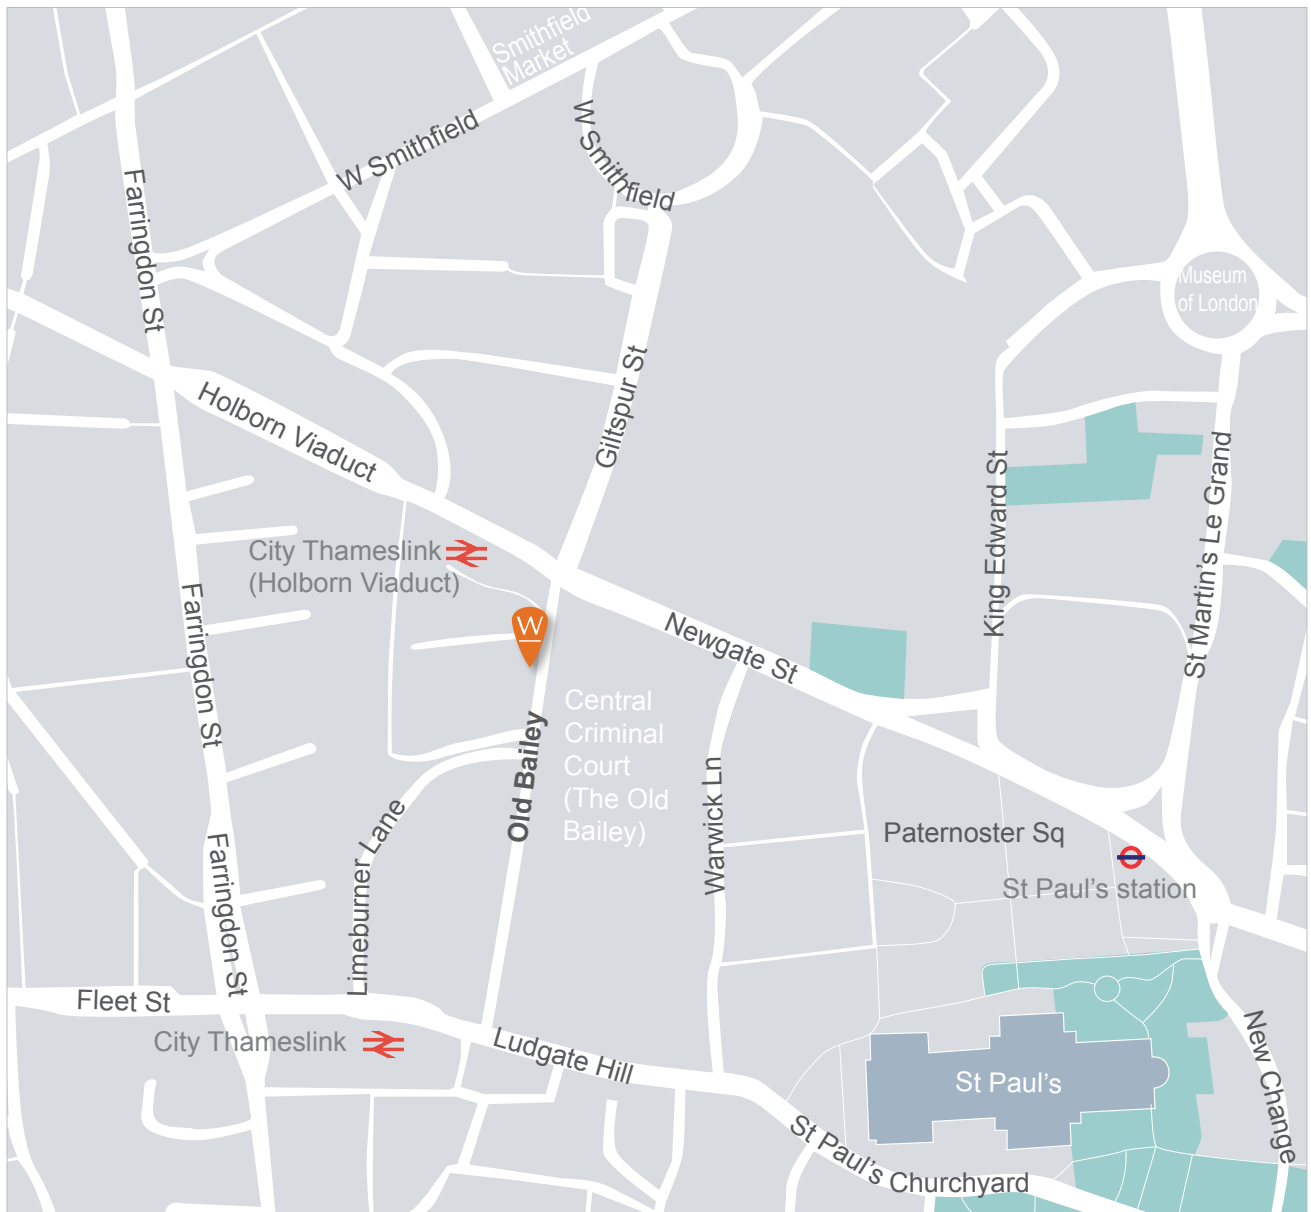 Smithfield
Market
W Smithfield
W Smithfield
Farringdon St
Museum
of London
Holborn Viaduct
Giltspur St
King Edward St
St Martin's Le Grand
City Thameslink
(Holborn Viaduct)
W
Newgate St
Farringdon St
Central
Criminal
Court
(The Old
Bailey)
Old Bailey
Warwick Ln
Limeburner Lane
Paternoster Sq
St Paul's station
Farringdon St
Fleet St
City Thameslink
Ludgate Hill
St Paul's
New Change
St Paul's Churchyard